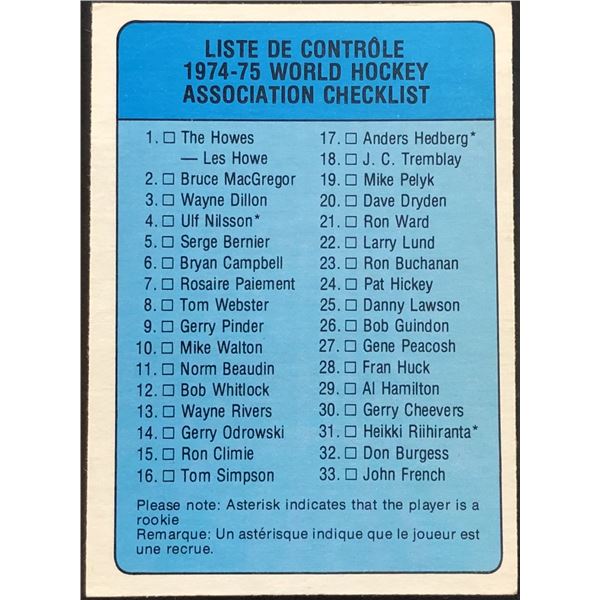 LISTE DE CONTRÔLE
1974-75 WORLD HOCKEY
ASSOCIATION CHECKLIST
1. ☐ The Howes
— Les Howe
2. ☐ Bruce MacGregor
3. ☐ Wayne Dillon
4. ☐ Ulf Nilsson*
5. ☐ Serge Bernier
6. ☐ Bryan Campbell
7. ☐ Rosaire Paiement
8. ☐ Tom Webster
9. ☐ Gerry Pinder
10. ☐ Mike Walton
11. ☐ Norm Beaudin
12. ☐ Bob Whitlock
13. ☐ Wayne Rivers
14. ☐ Gerry Odrowski
15. ☐ Ron Climie
16. ☐ Tom Simpson
17. ☐ Anders Hedberg*
18. ☐ J. C. Tremblay
19. ☐ Mike Pelyk
20. ☐ Dave Dryden
21. ☐ Ron Ward
22. ☐ Larry Lund
23. ☐ Ron Buchanan
24. ☐ Pat Hickey
25. ☐ Danny Lawson
26. ☐ Bob Guindon
27. ☐ Gene Peacosh
28. ☐ Fran Huck
29. ☐ Al Hamilton
30. ☐ Gerry Cheevers
31. ☐ Heikki Riihiranta*
32. ☐ Don Burgess
33. ☐ John French
Please note: Asterisk indicates that the player is a
rookie
Remarque: Un astérisque indique que le joueur est
une recrue.